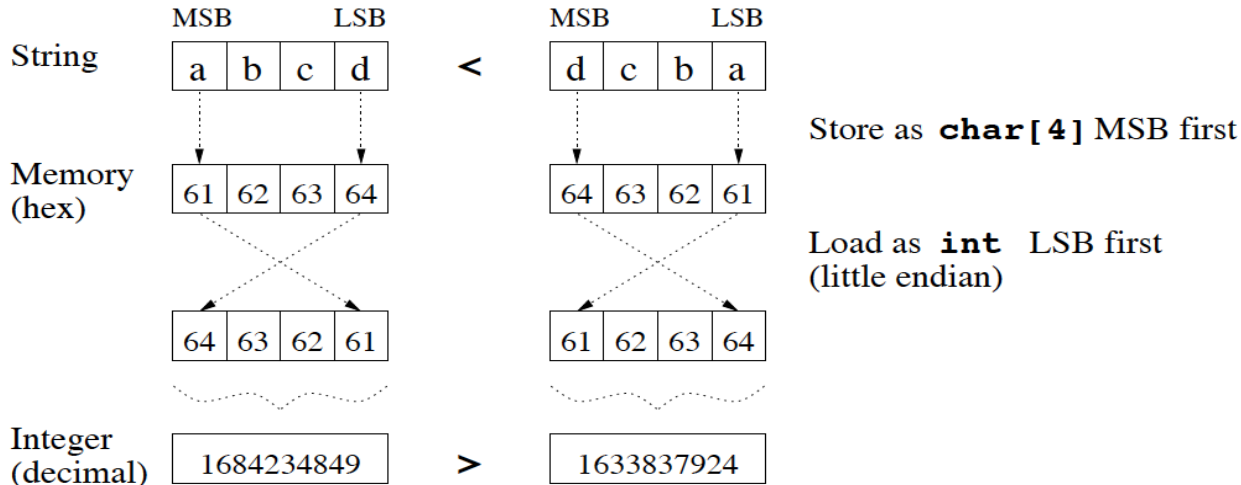 MSB LSB MSB LSB
String a b c d < d c b a
Store as char[4] MSB first
Memory
(hex) 61 62 63 64 64 63 62 61
Load as int LSB first
(little endian)
64 63 62 61 61 62 63 64
Integer
(decimal) 1684234849 > 1633837924